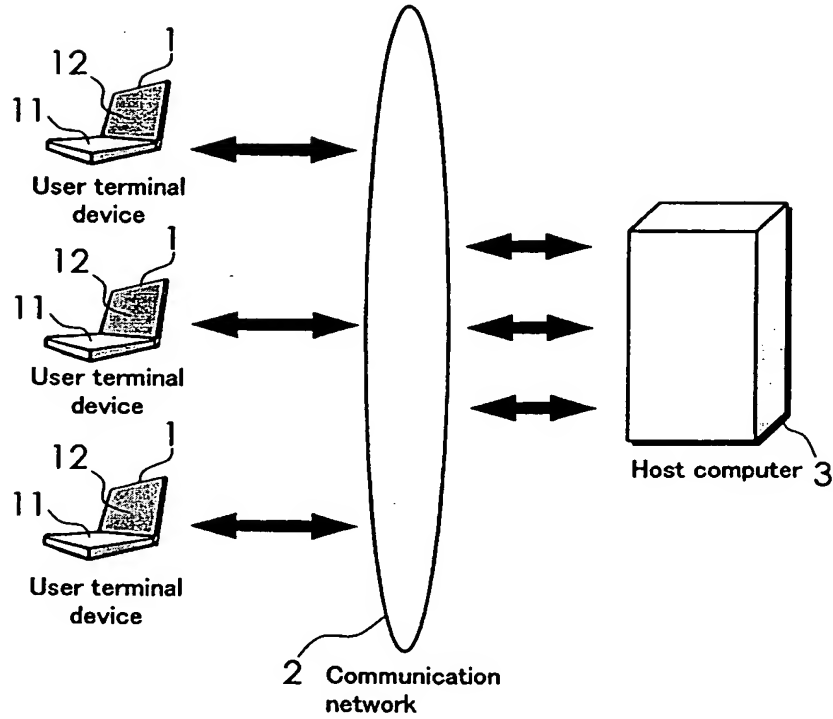 1
12
11
User terminal
device
1
12
11
User terminal
device
1
12
11
User terminal
device
Host computer 3
2 Communication
network